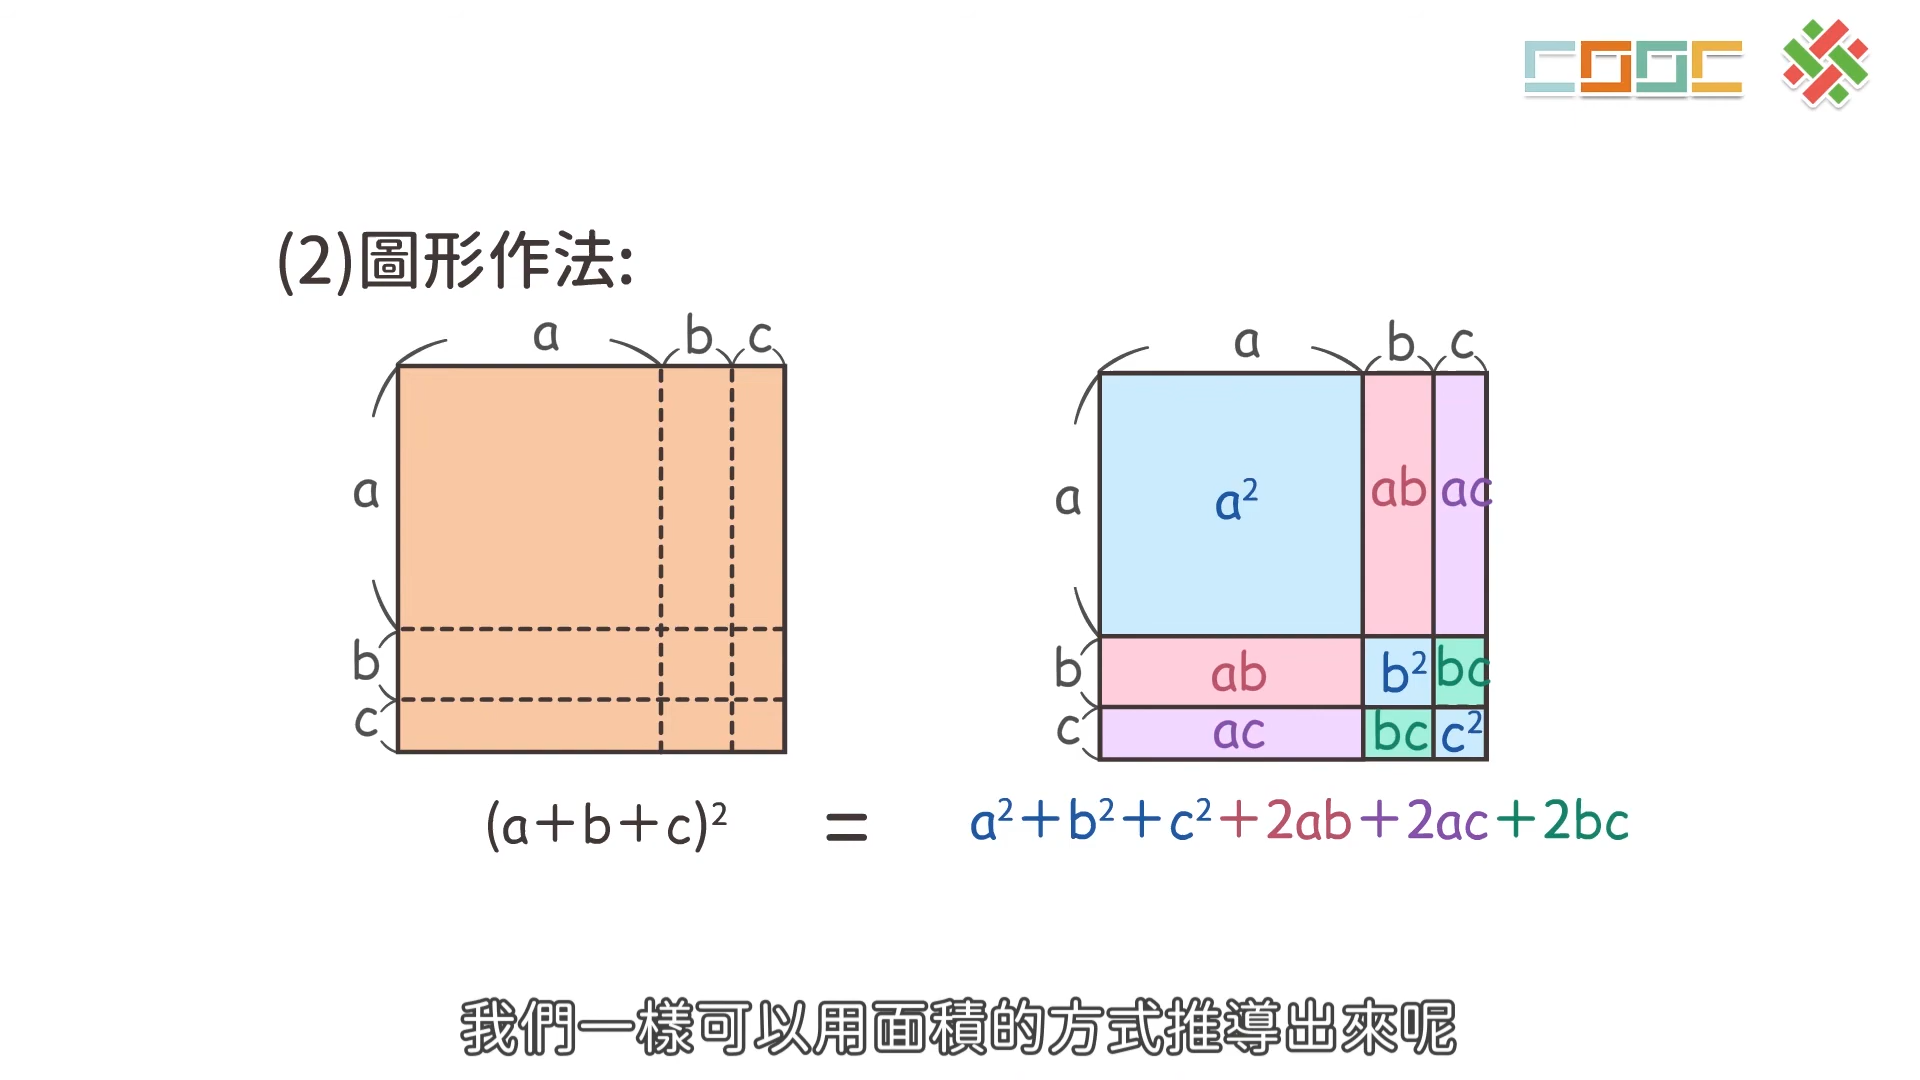 COOC
(2)圖形作法:
a b c
a
b
c
a b c
a
b
c
a² ab ac
ab b² bc
ac bc c²
(a+b+c)² = a²+b²+c²+2ab+2ac+2bc
我們一樣可以用面積的方式推導出來呢